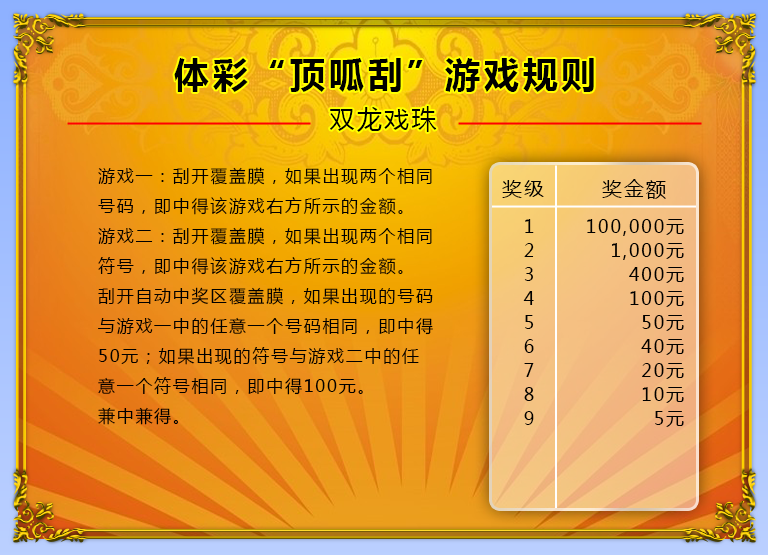 体彩“顶呱刮”游戏规则
双龙戏珠
游戏一：刮开覆盖膜，如果出现两个相同
号码，即中得该游戏右方所示的金额。
游戏二：刮开覆盖膜，如果出现两个相同
符号，即中得该游戏右方所示的金额。
刮开自动中奖区覆盖膜，如果出现的号码
与游戏一中的任意一个号码相同，即中得
50元；如果出现的符号与游戏二中的任
意一个符号相同，即中得100元。
兼中兼得。
奖级 奖金额
1 100,000元
2 1,000元
3 400元
4 100元
5 50元
6 40元
7 20元
8 10元
9 5元